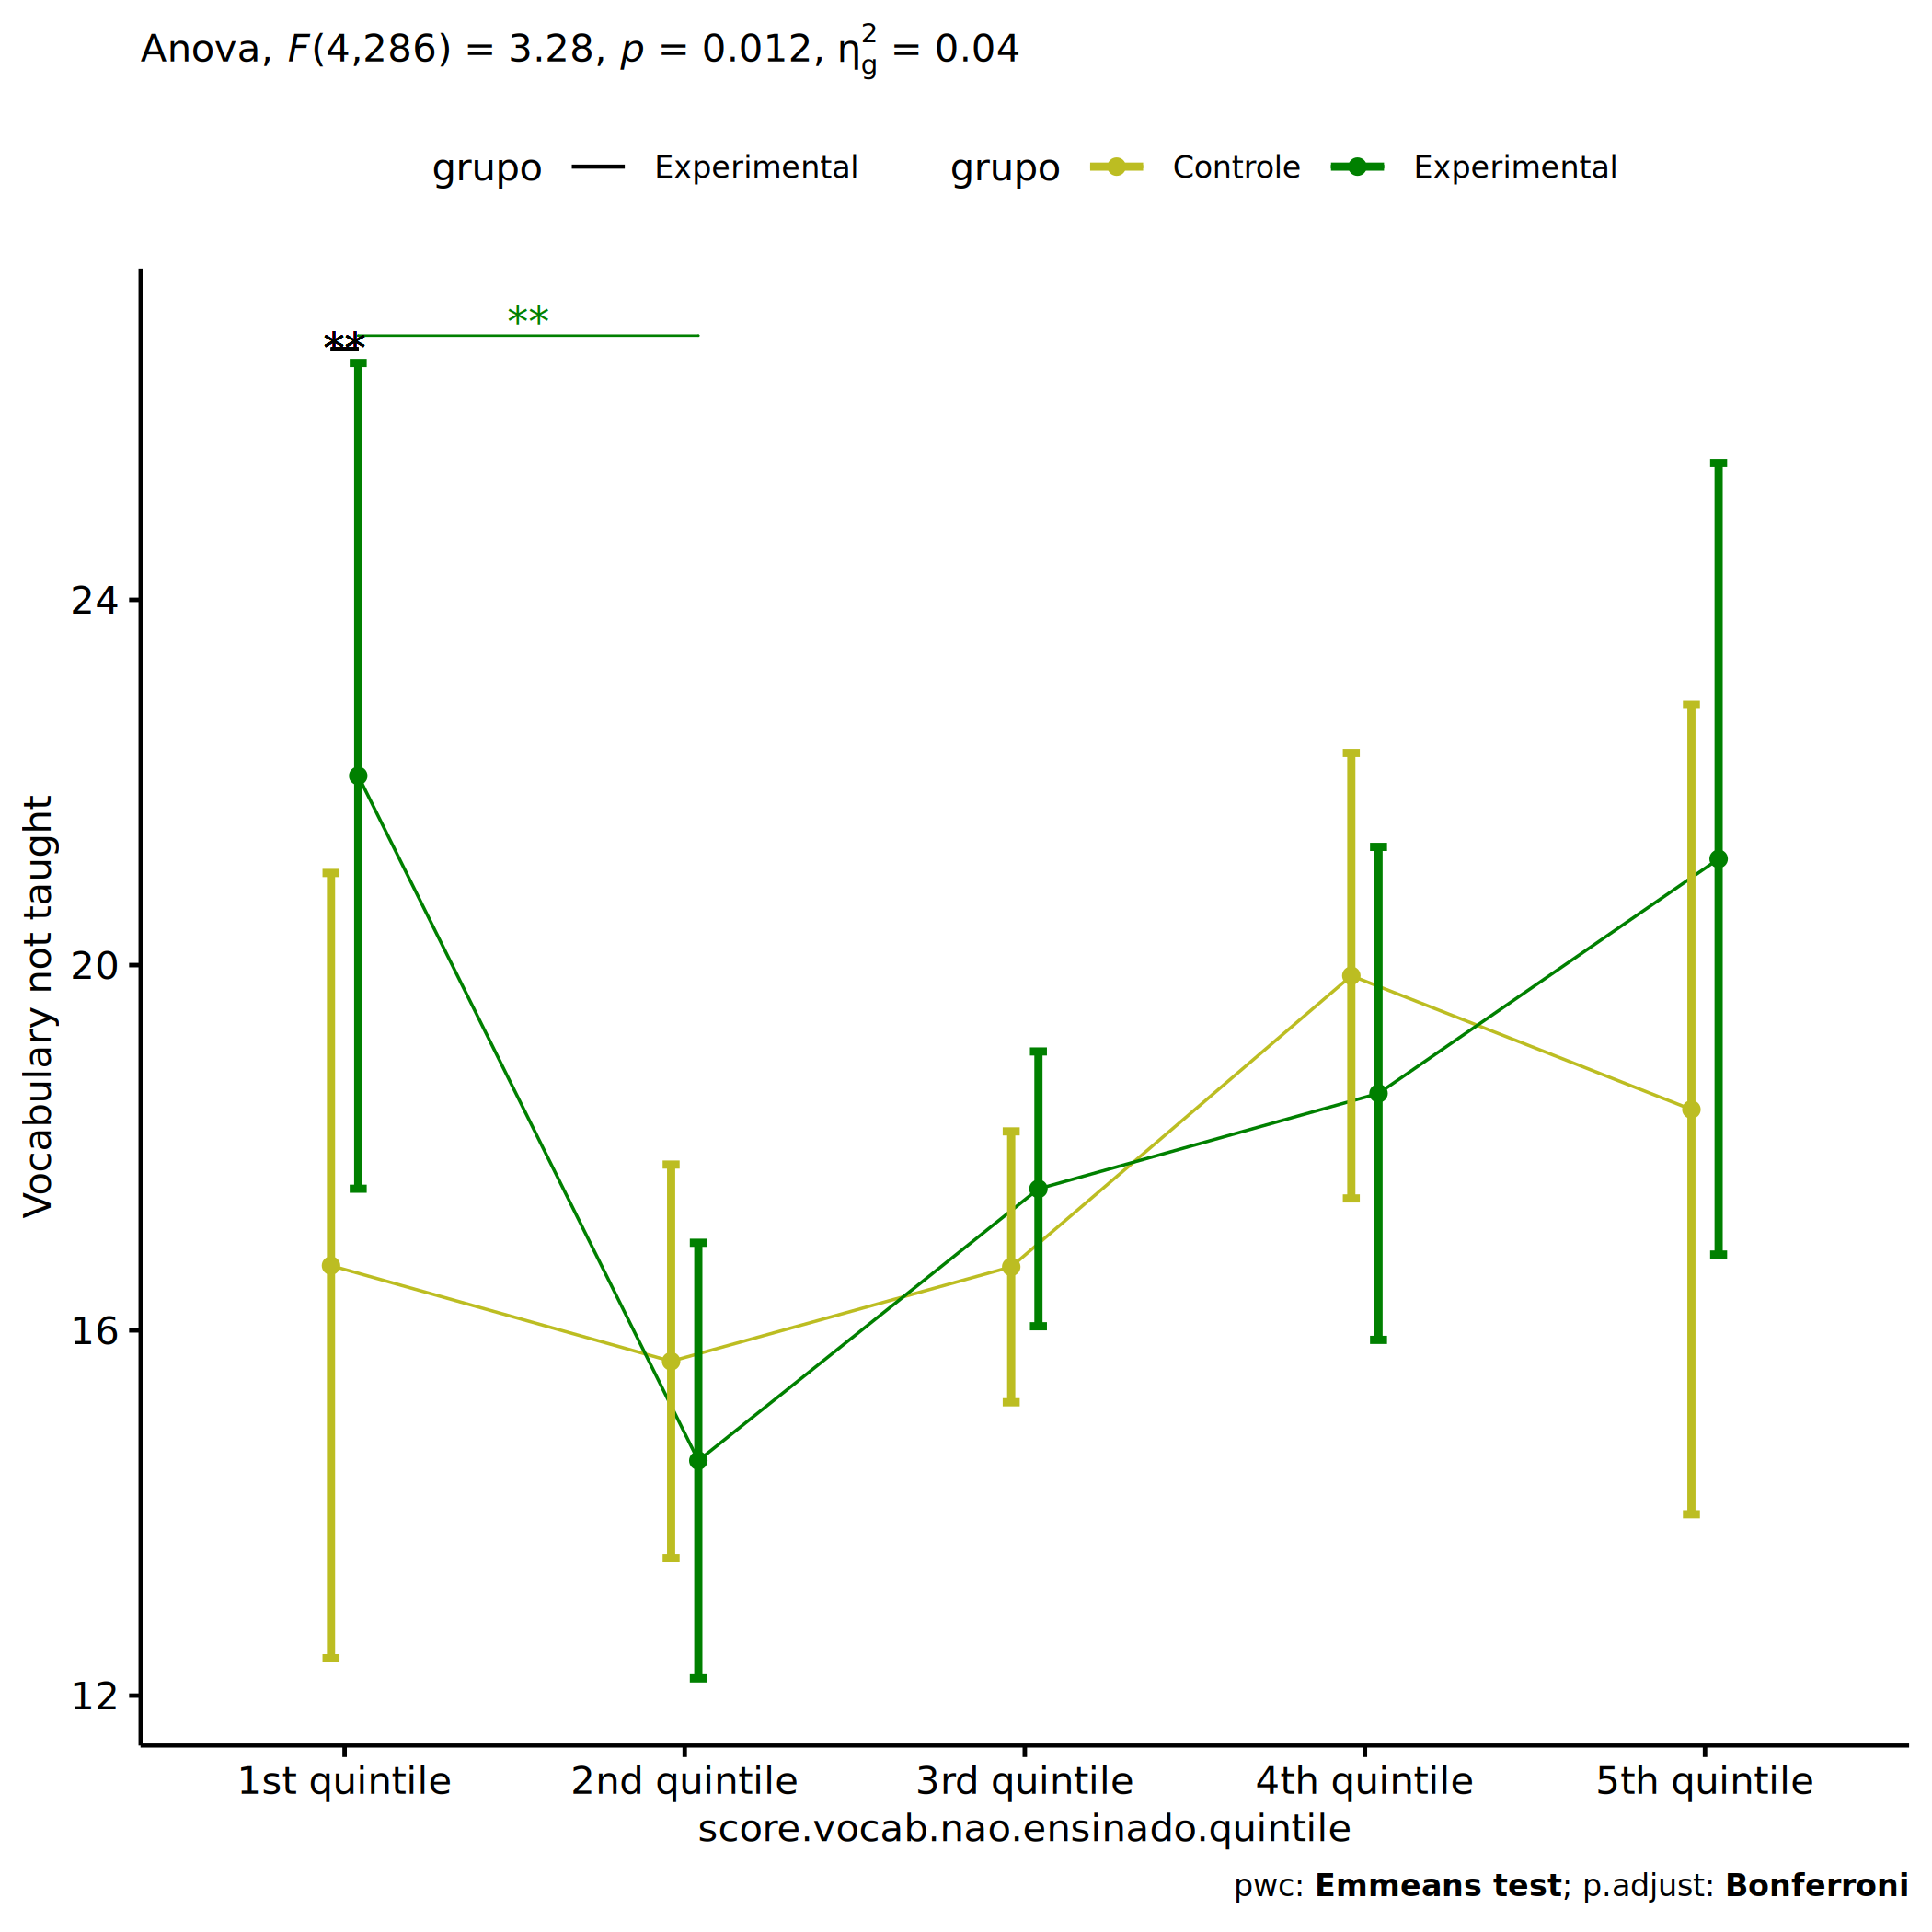 Anova, F(4,286) = 3.28, p = 0.012, η²g = 0.04
grupo Experimental grupo Controle Experimental
**
**
24
20
16
12
Vocabulary not taught
1st quintile 2nd quintile 3rd quintile 4th quintile 5th quintile
score.vocab.nao.ensinado.quintile
pwc: Emmeans test; p.adjust: Bonferroni